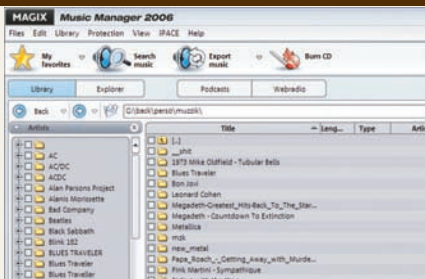 MAGIX Music Manager 2006
Files Edit Library Protection View iPACE Help
My favorites
Search music
Export music
Burn CD
Library Explorer Podcasts Webradio
Back G:\back\perso\muzzik\
Artists
AC
AC/DC
ACDC
Alan Parsons Project
Alanis Morissette
Bad Company
Beatles
Black Sabbath
Blink 182
BLUES TRAVELER
Blues Traveler
Blues Traveller
Title Leng... Type Arti
[..]
__shit
1973 Mike Oldfield - Tubular Bells
Blues Traveler
Bon Jovi
Leonard Cohen
Megadeth-Greatest_Hits-Back_To_The_Star...
Megadeth - Countdown To Extinction
Metallica
mzk
new_metal
Papa_Roach_-_Getting_Away_with_Murde...
Pink Martini - Sympathique